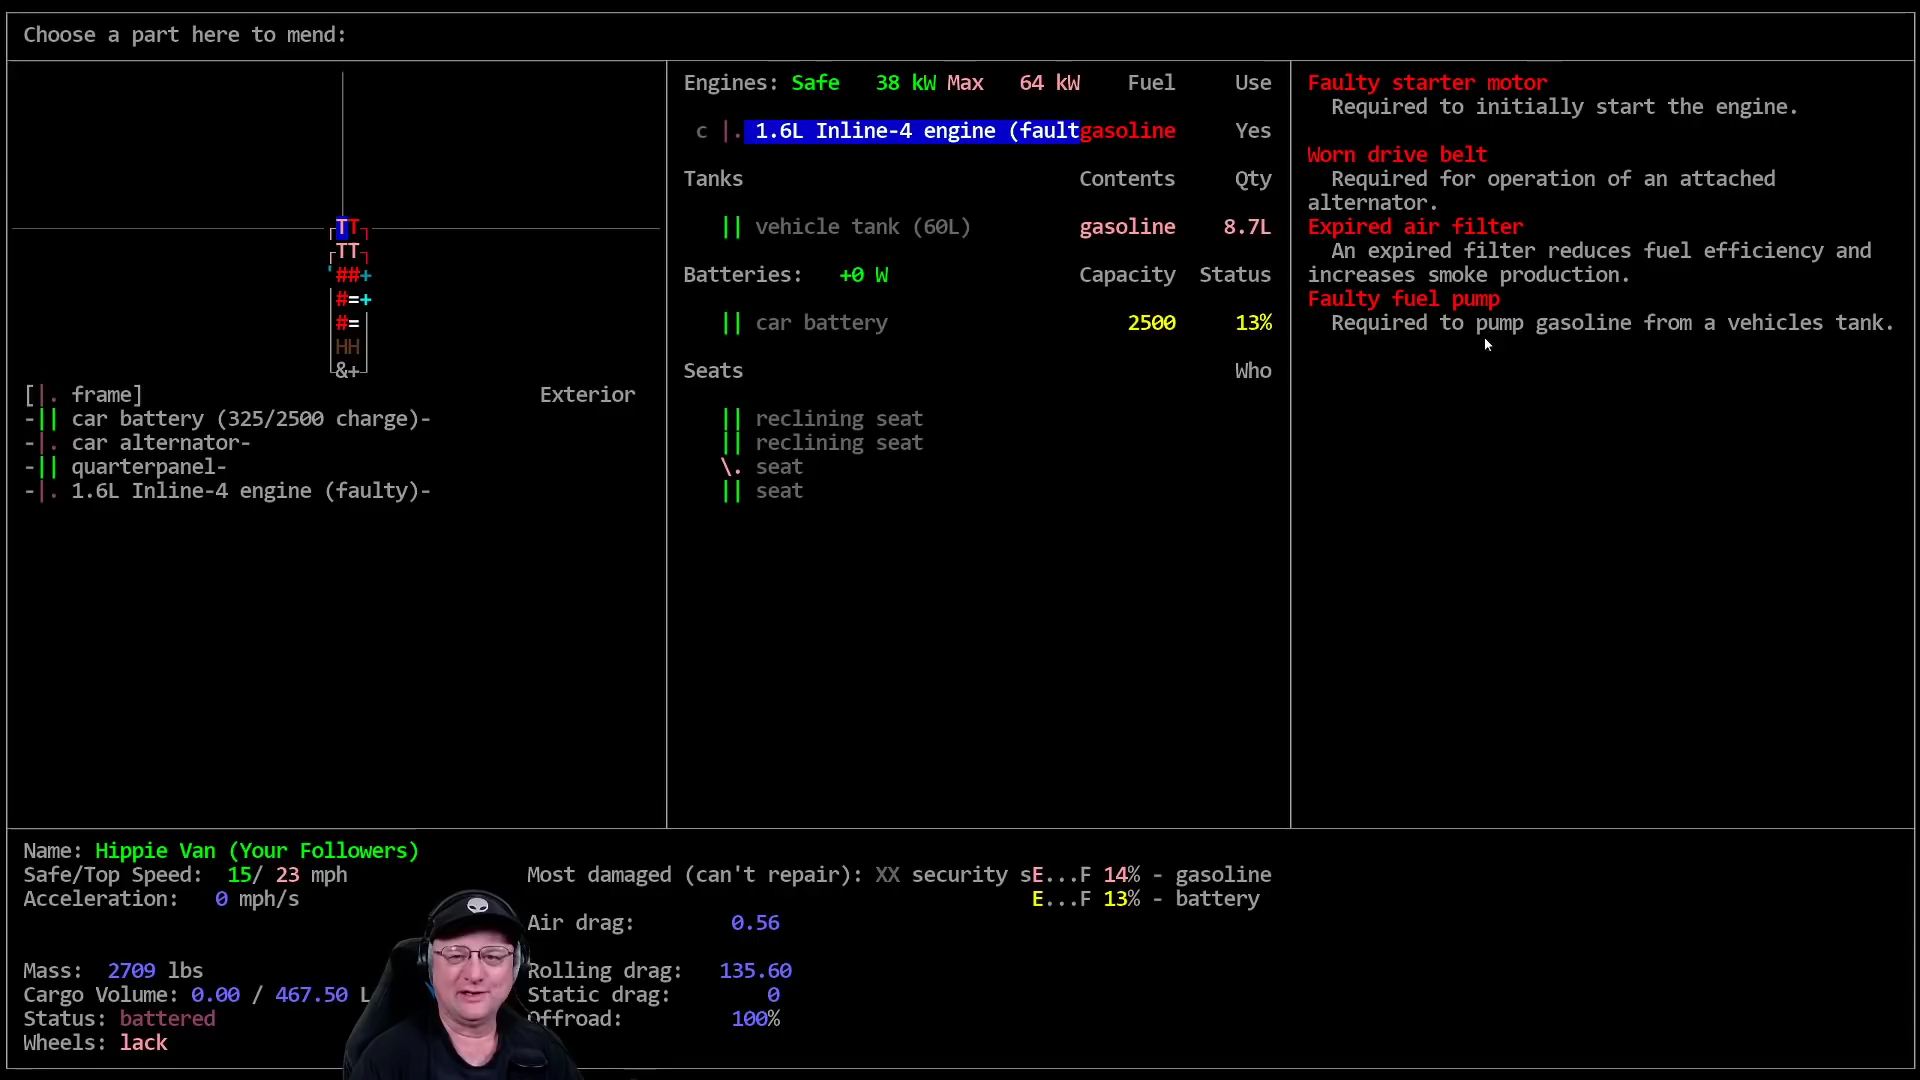 Choose a part here to mend:
Engines: Safe 38 kW Max 64 kW Fuel Use
c |. 1.6L Inline-4 engine (faultgasoline Yes
Tanks Contents Qty
|| vehicle tank (60L) gasoline 8.7L
Batteries: +0 W Capacity Status
|| car battery 2500 13%
Seats Who
|| reclining seat
|| reclining seat
\. seat
|| seat
Faulty starter motor
Required to initially start the engine.
Worn drive belt
Required for operation of an attached
alternator.
Expired air filter
An expired filter reduces fuel efficiency and
increases smoke production.
Faulty fuel pump
Required to pump gasoline from a vehicles tank.
TT
TT
'##+
#=+
#=
HH
&+
[|. frame] Exterior
-|| car battery (325/2500 charge)-
-|. car alternator-
-|| quarterpanel-
-|. 1.6L Inline-4 engine (faulty)-
Name: Hippie Van (Your Followers)
Safe/Top Speed: 15/ 23 mph
Acceleration: 0 mph/s
Mass: 2709 lbs
Cargo Volume: 0.00 / 467.50 L
Status: battered
Wheels: lack
Most damaged (can't repair): XX security sE...F 14% - gasoline
E...F 13% - battery
Air drag: 0.56
Rolling drag: 135.60
Static drag: 0
Offroad: 100%